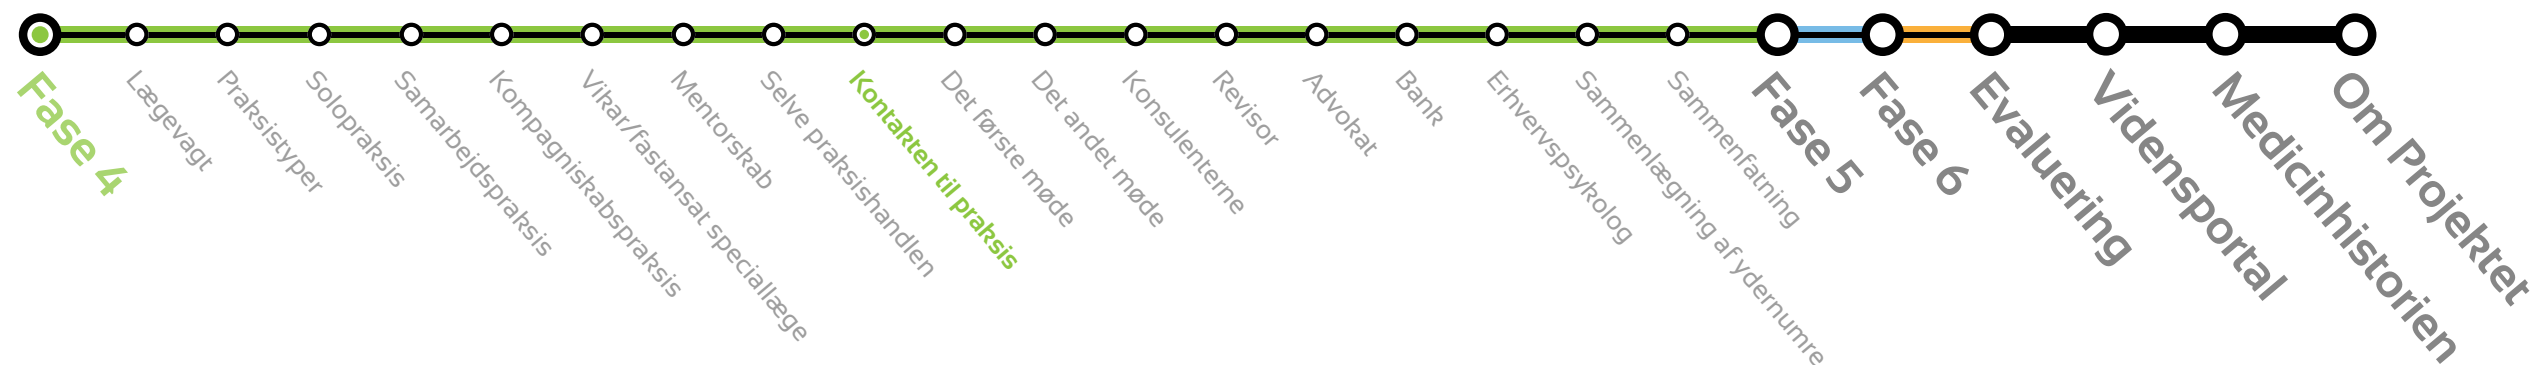 Fase 4
Lægevagt
Praksistyper
Solopraksis
Samarbejdspraksis
Kompagniskabspraksis
Vikar/fastansat speciallæge
Mentorskab
Selve praksishandlen
Kontakten til praksis
Det første møde
Det andet møde
Konsulenterne
Revisor
Advokat
Bank
Erhvervspsykolog
Sammenlægning af ydernumre
Sammenfatning
Fase 5
Fase 6
Evaluering
Vidensportal
Medicinhistorien
Om Projektet